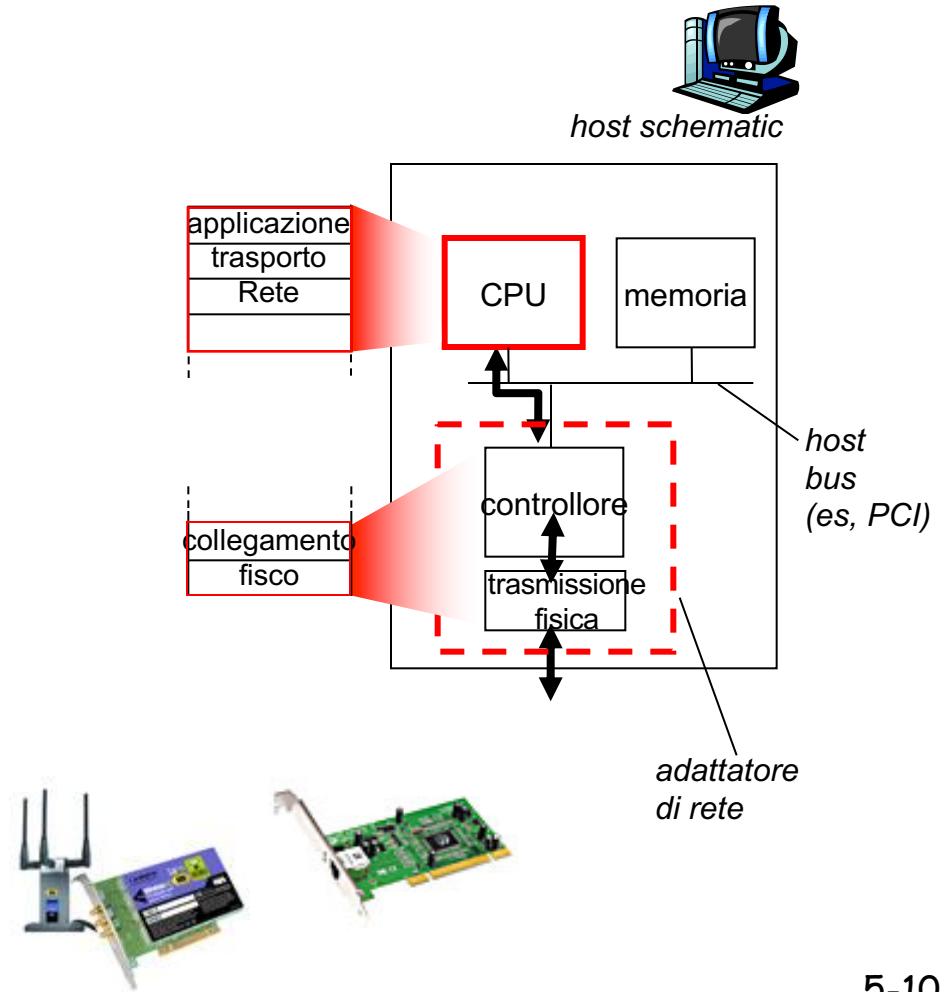 host schematic
applicazione
trasporto
Rete
CPU
memoria
host
bus
(es, PCI)
controllore
collegamento
fisco
trasmissione
fisica
adattatore
di rete
5-10